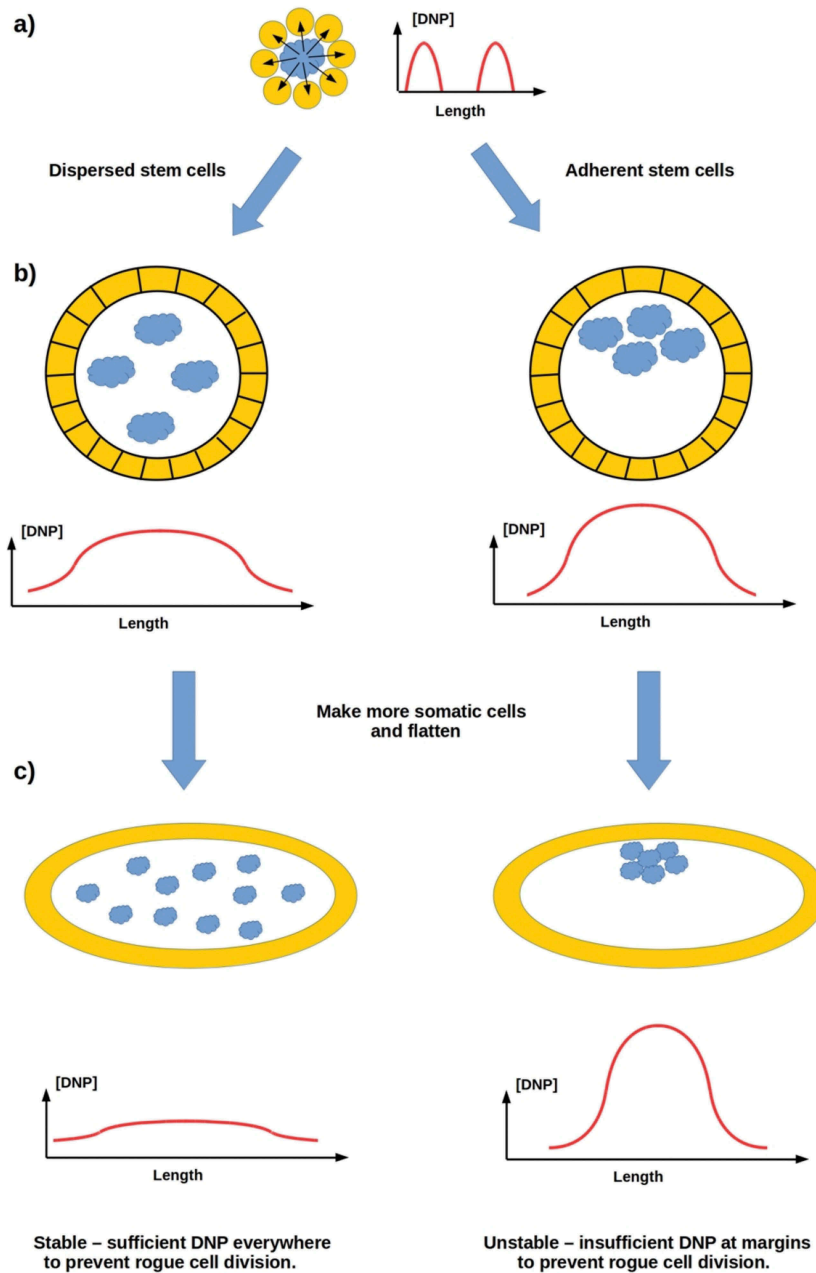 a)
[DNP]
Length
Dispersed stem cells
Adherent stem cells
b)
[DNP]
Length
[DNP]
Length
Make more somatic cells
and flatten
c)
[DNP]
Length
[DNP]
Length
Stable – sufficient DNP everywhere
to prevent rogue cell division.
Unstable – insufficient DNP at margins
to prevent rogue cell division.